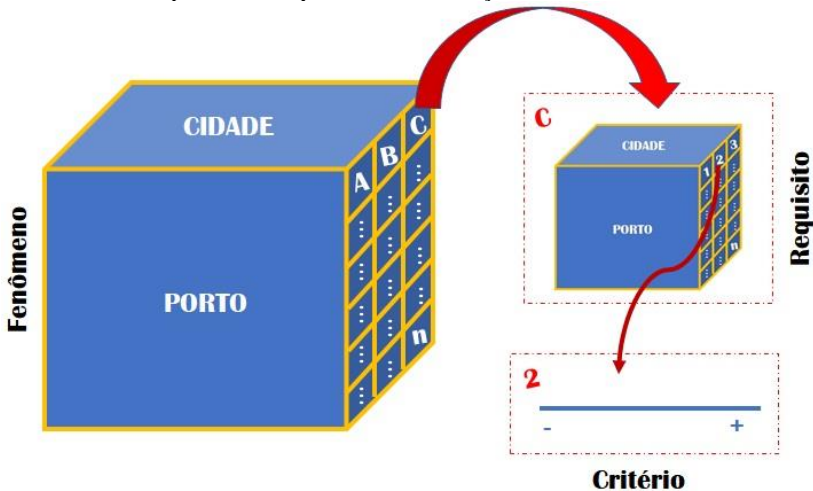 Fenômeno
CIDADE
PORTO
A
B
C
n
C
CIDADE
PORTO
1
2
3
n
Requisito
2
- +
Critério